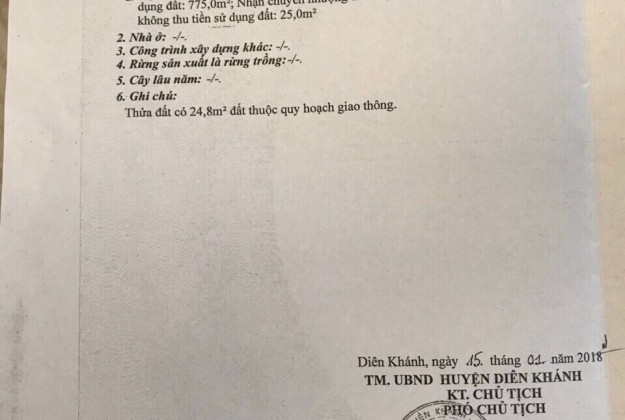 dụng đất: 775,0m²; Nhận chuyển nhượng
không thu tiền sử dụng đất: 25,0m²
2. Nhà ở: -/-.
3. Công trình xây dựng khác: -/-.
4. Rừng sản xuất là rừng trồng: -/-.
5. Cây lâu năm: -/-.
6. Ghi chú:
Thửa đất có 24,8m² đất thuộc quy hoạch giao thông.
Diên Khánh, ngày 15 tháng 01 năm 2018
TM. UBND HUYỆN DIÊN KHÁNH
KT. CHỦ TỊCH
PHÓ CHỦ TỊCH